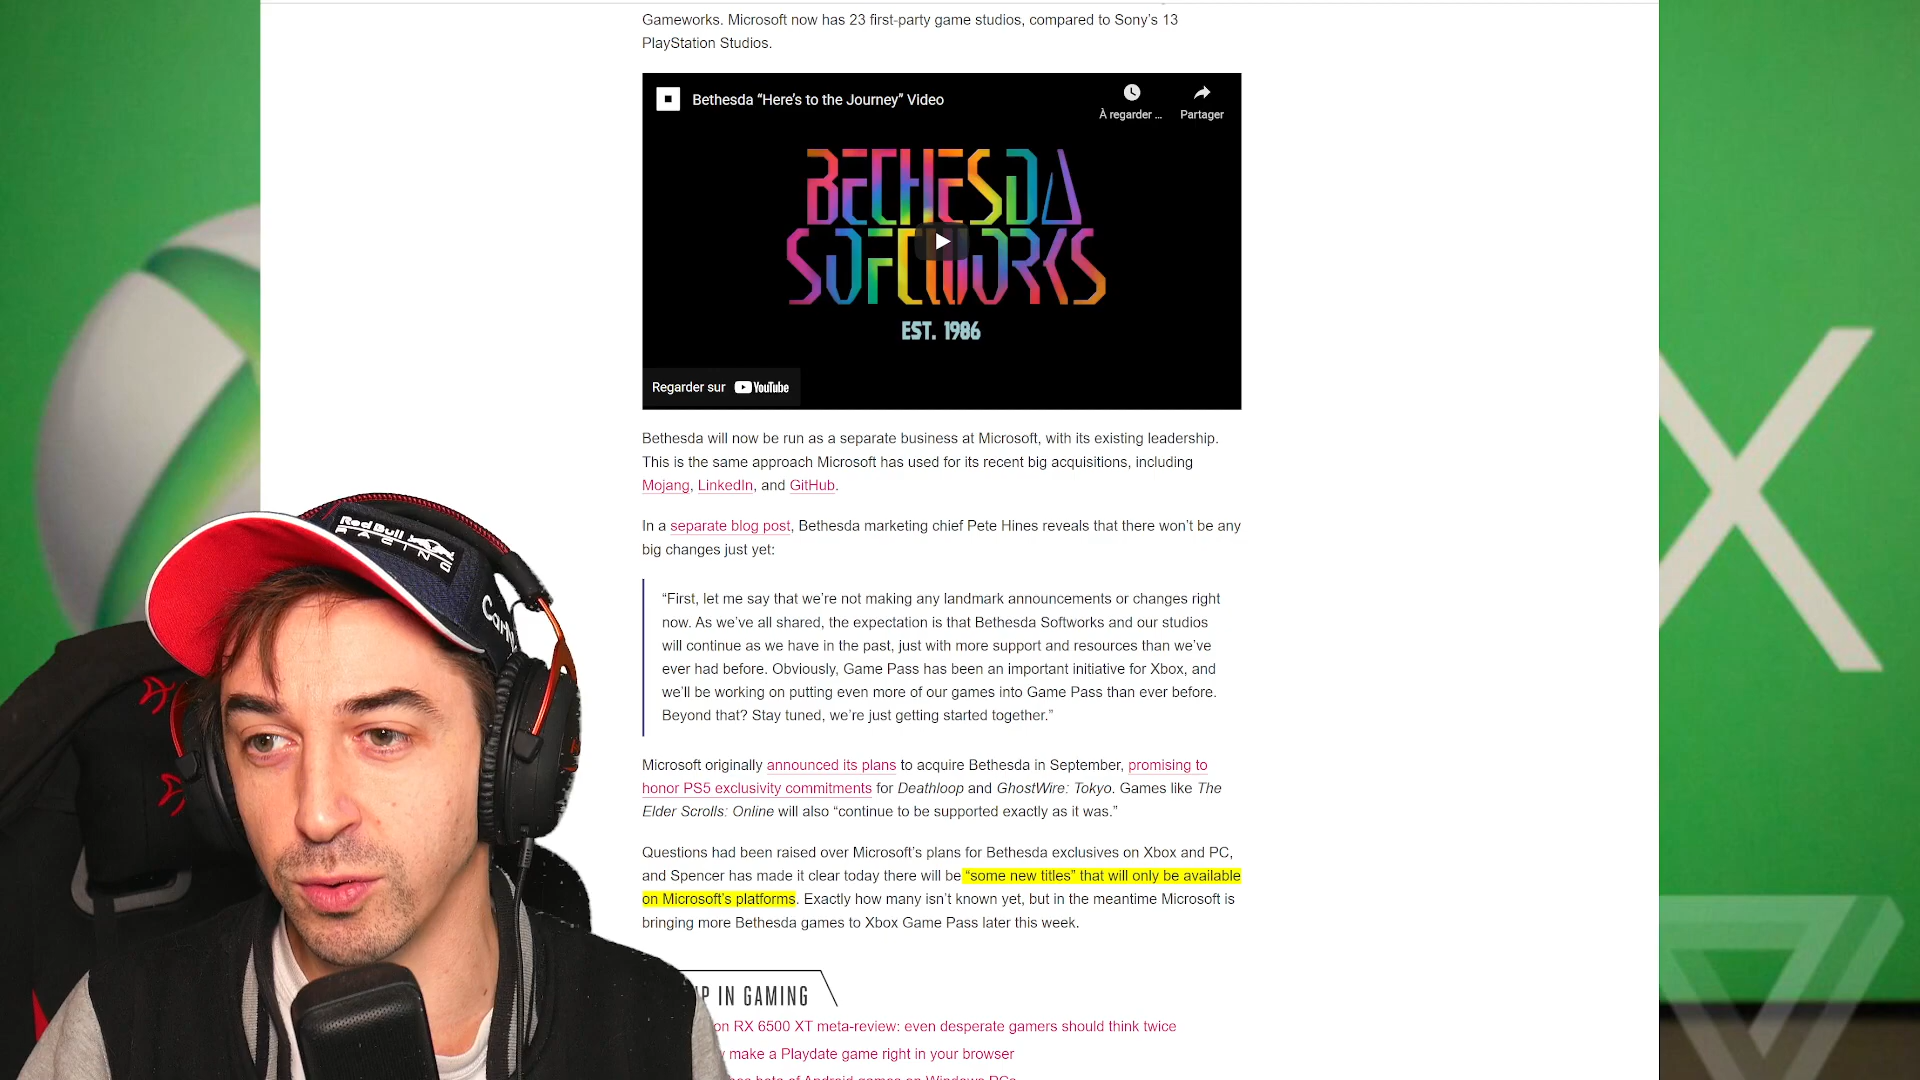 Gameworks. Microsoft now has 23 first-party game studios, compared to Sony’s 13
PlayStation Studios.
Bethesda “Here’s to the Journey” Video
À regarder ...
Partager
BETHESDA
SOFTWORKS
EST. 1986
Regarder sur YouTube
Bethesda will now be run as a separate business at Microsoft, with its existing leadership.
This is the same approach Microsoft has used for its recent big acquisitions, including
Mojang, LinkedIn, and GitHub.
In a separate blog post, Bethesda marketing chief Pete Hines reveals that there won’t be any
big changes just yet:
“First, let me say that we’re not making any landmark announcements or changes right
now. As we’ve all shared, the expectation is that Bethesda Softworks and our studios
will continue as we have in the past, just with more support and resources than we’ve
ever had before. Obviously, Game Pass has been an important initiative for Xbox, and
we’ll be working on putting even more of our games into Game Pass than ever before.
Beyond that? Stay tuned, we’re just getting started together.”
Microsoft originally announced its plans to acquire Bethesda in September, promising to
honor PS5 exclusivity commitments for Deathloop and GhostWire: Tokyo. Games like The
Elder Scrolls: Online will also “continue to be supported exactly as it was.”
Questions had been raised over Microsoft’s plans for Bethesda exclusives on Xbox and PC,
and Spencer has made it clear today there will be “some new titles” that will only be available
on Microsoft’s platforms. Exactly how many isn’t known yet, but in the meantime Microsoft is
bringing more Bethesda games to Xbox Game Pass later this week.
IN GAMING
on RX 6500 XT meta-review: even desperate gamers should think twice
make a Playdate game right in your browser
beta of Android games on Windows PCs
Red Bull
RACING
X